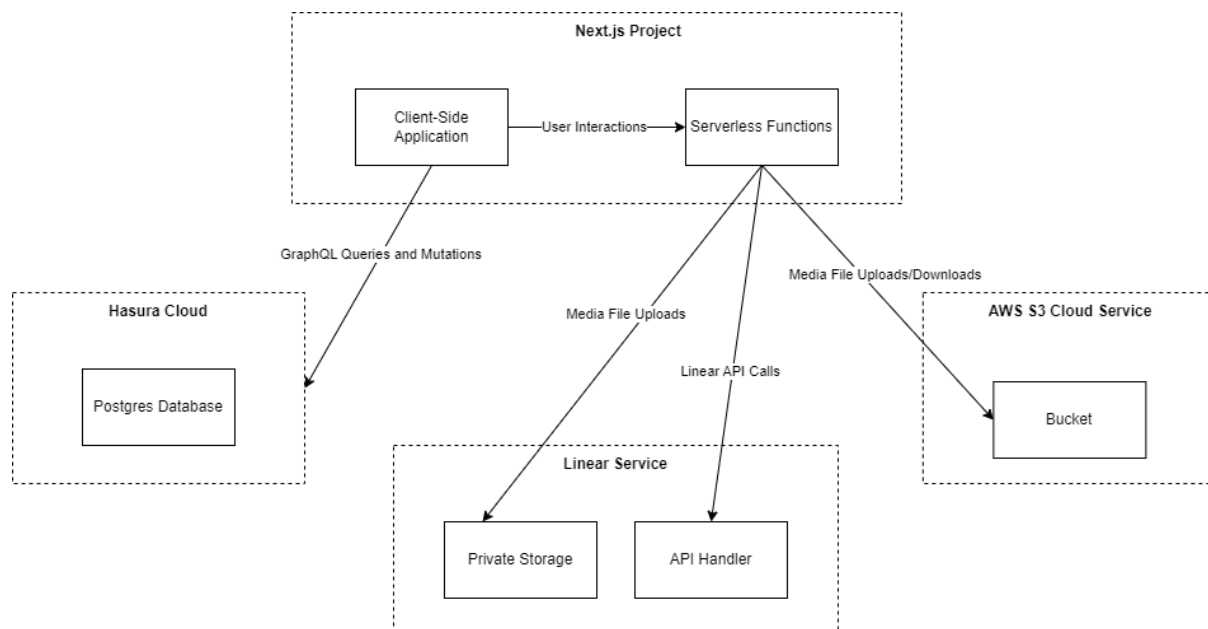 Next.js Project
Client-Side
Application
User Interactions
Serverless Functions
GraphQL Queries and Mutations
Media File Uploads/Downloads
Hasura Cloud
AWS S3 Cloud Service
Media File Uploads
Linear API Calls
Postgres Database
Bucket
Linear Service
Private Storage
API Handler